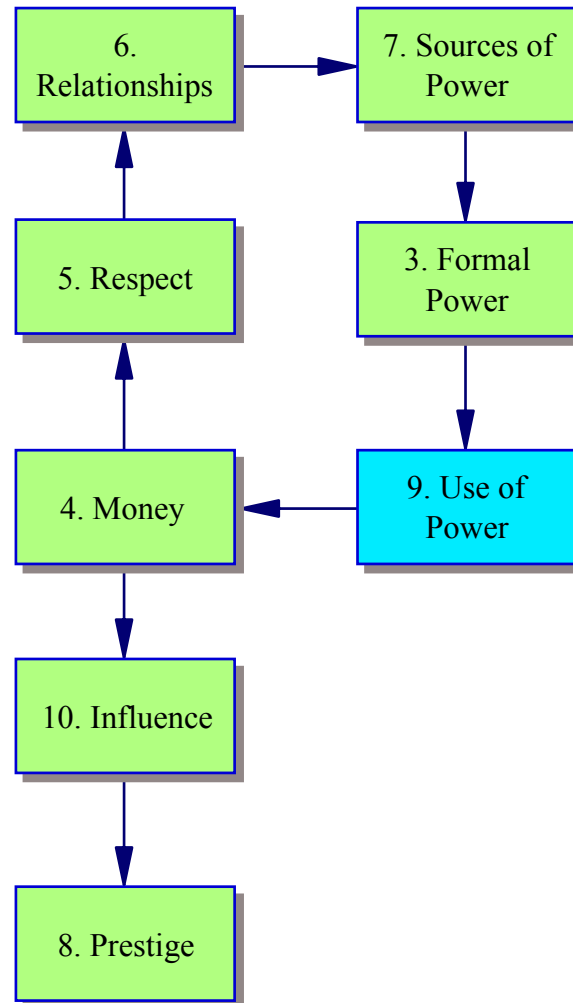 6.
Relationships
7. Sources of
Power
5. Respect
3. Formal
Power
4. Money
9. Use of
Power
10. Influence
8. Prestige